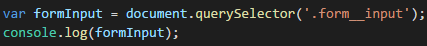 var formInput = document.querySelector('.form__input');
console.log(formInput);